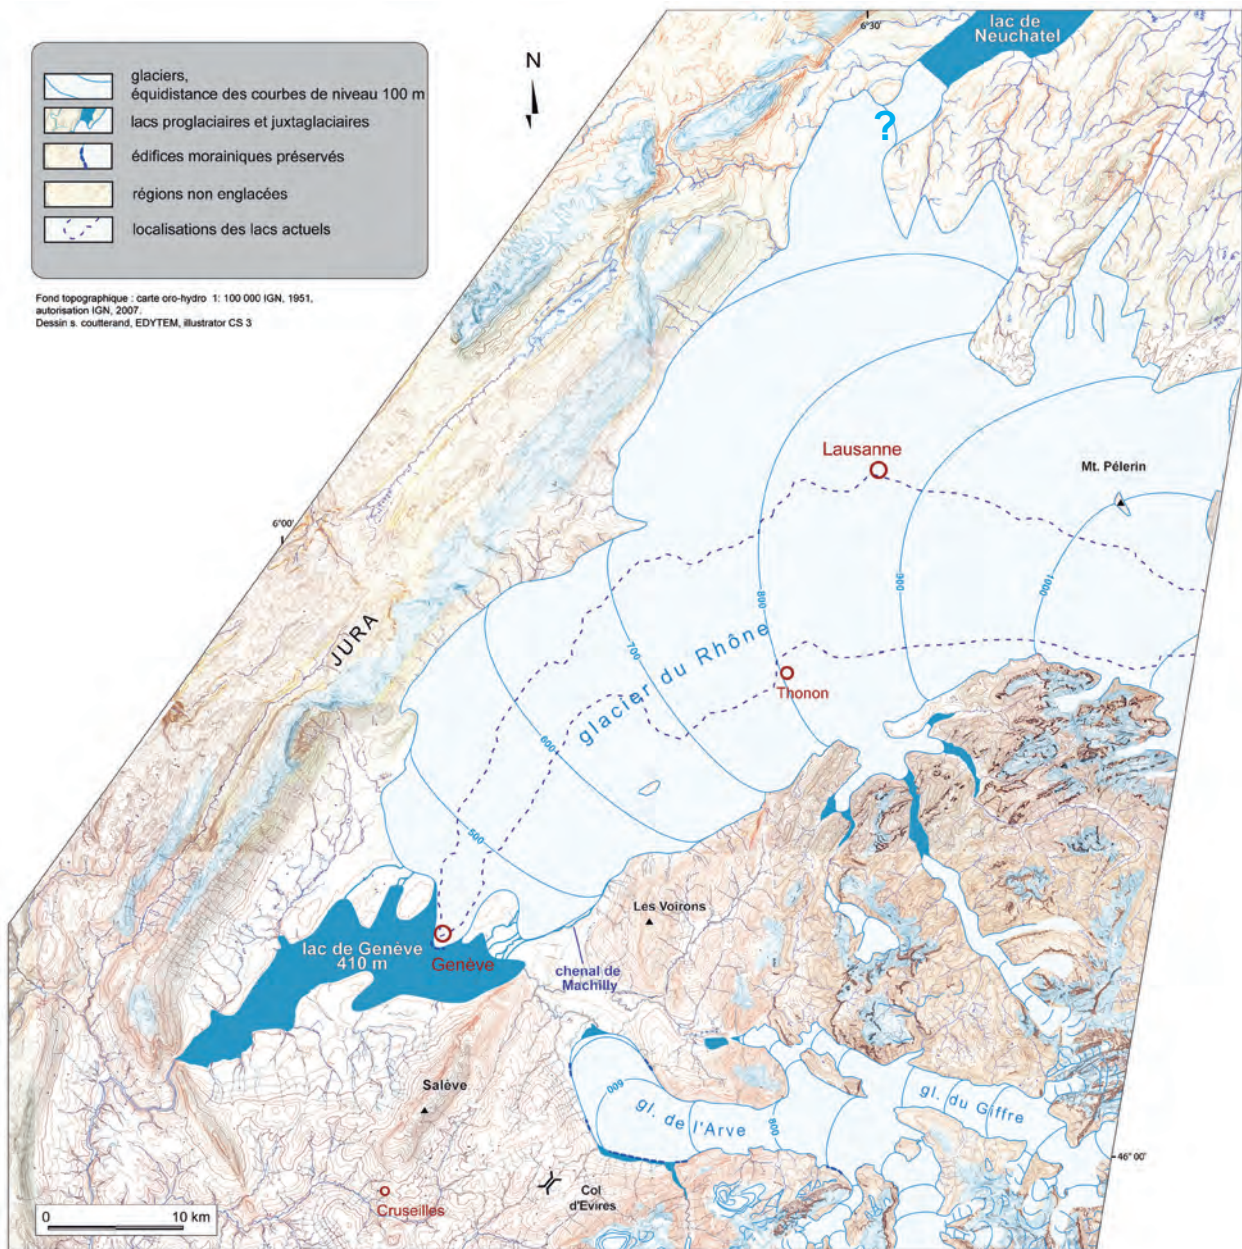 6°30'
lac de
Neuchatel
N
glaciers,
équidistance des courbes de niveau 100 m
lacs proglaciaires et juxtaglaciaires
édifices morainiques préservés
régions non englacées
localisations des lacs actuels
?
Fond topographique : carte oro-hydro 1: 100 000 IGN, 1951,
autorisation IGN, 2007.
Dessin s. coutterand, EDYTEM, illustrator CS 3
Lausanne
Mt. Pélerin
6°00'
JURA
1000
900
800
700
600
500
glacier du Rhône
Thonon
Les Voirons
lac de Genève
410 m
Genève
chenal de
Machilly
Salève
600
gl. de l'Arve
800
gl. du Giffre
46° 00'
Col
d'Evires
Cruseilles
0 10 km